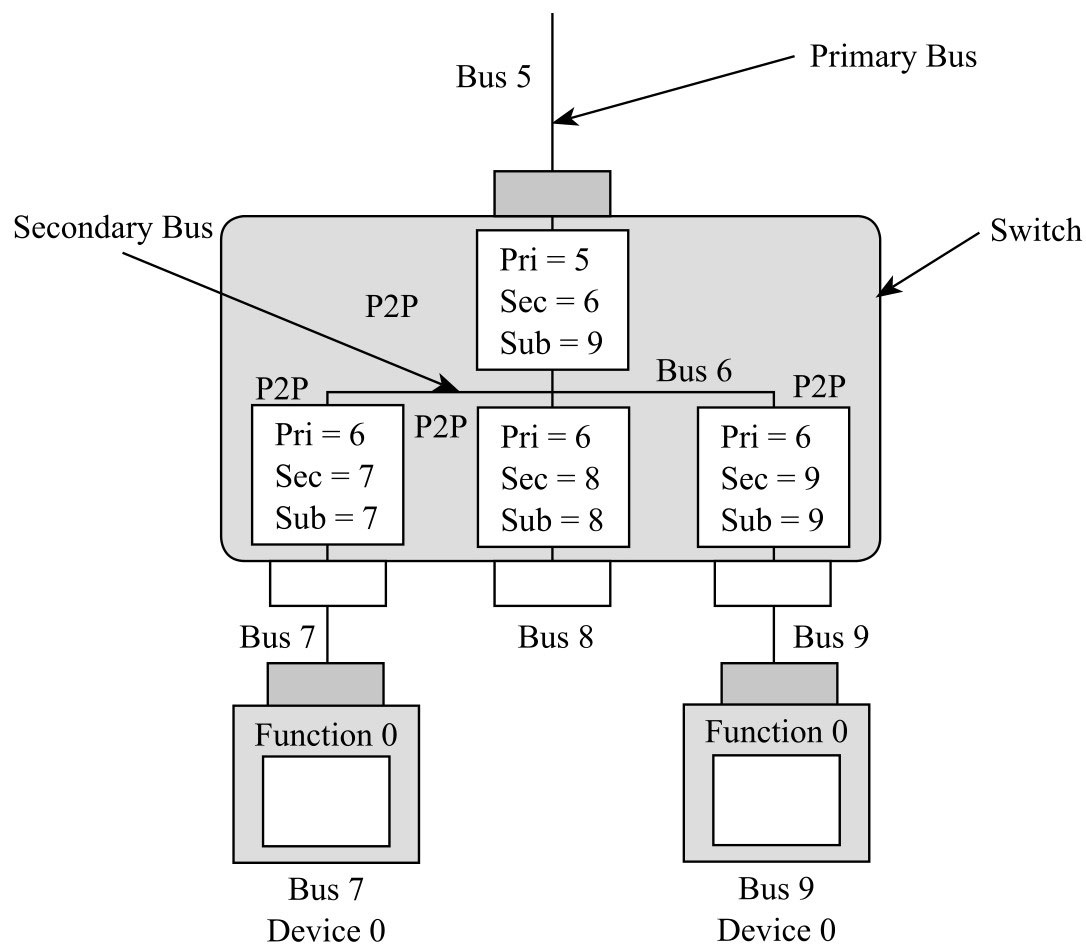 Bus 5
Primary Bus
Secondary Bus
Switch
Pri = 5
Sec = 6
Sub = 9
P2P
Bus 6
P2P
P2P
P2P
Pri = 6
Sec = 7
Sub = 7
Pri = 6
Sec = 8
Sub = 8
Pri = 6
Sec = 9
Sub = 9
Bus 7
Bus 8
Bus 9
Function 0
Function 0
Bus 7
Device 0
Bus 9
Device 0